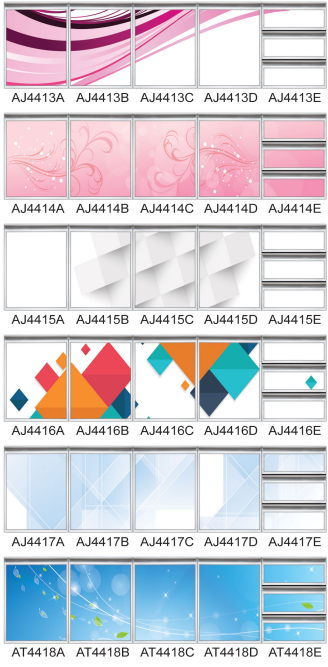 AJ4413A AJ4413B AJ4413C AJ4413D AJ4413E
AJ4414A AJ4414B AJ4414C AJ4414D AJ4414E
AJ4415A AJ4415B AJ4415C AJ4415D AJ4415E
AJ4416A AJ4416B AJ4416C AJ4416D AJ4416E
AJ4417A AJ4417B AJ4417C AJ4417D AJ4417E
AT4418A AT4418B AT4418C AT4418D AT4418E